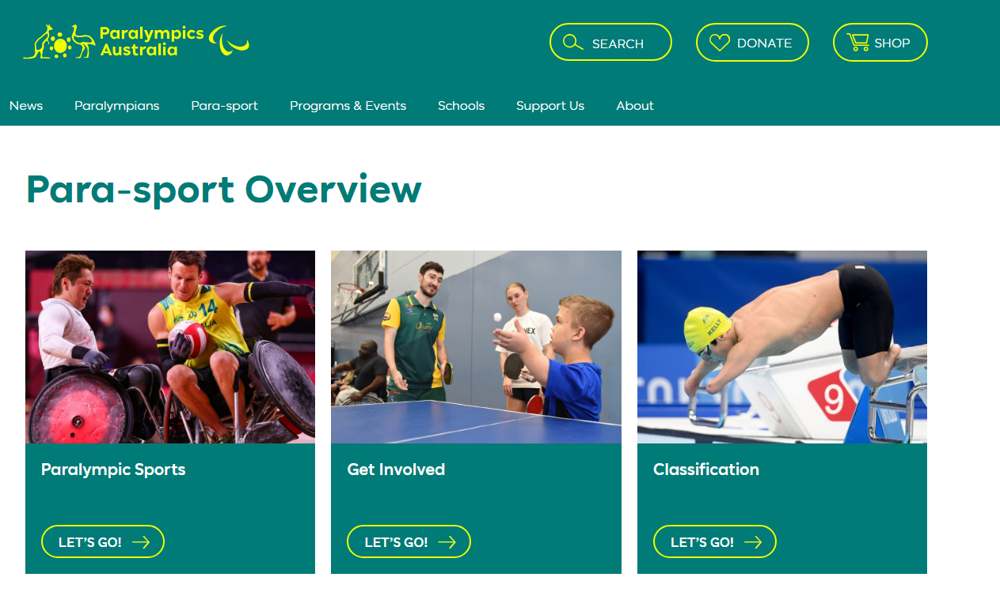 Paralympics
Australia
SEARCH
DONATE
SHOP
News
Paralympians
Para-sport
Programs & Events
Schools
Support Us
About
Para-sport Overview
14
KELLY
9
Paralympic Sports
Get Involved
Classification
LET'S GO!
LET'S GO!
LET'S GO!